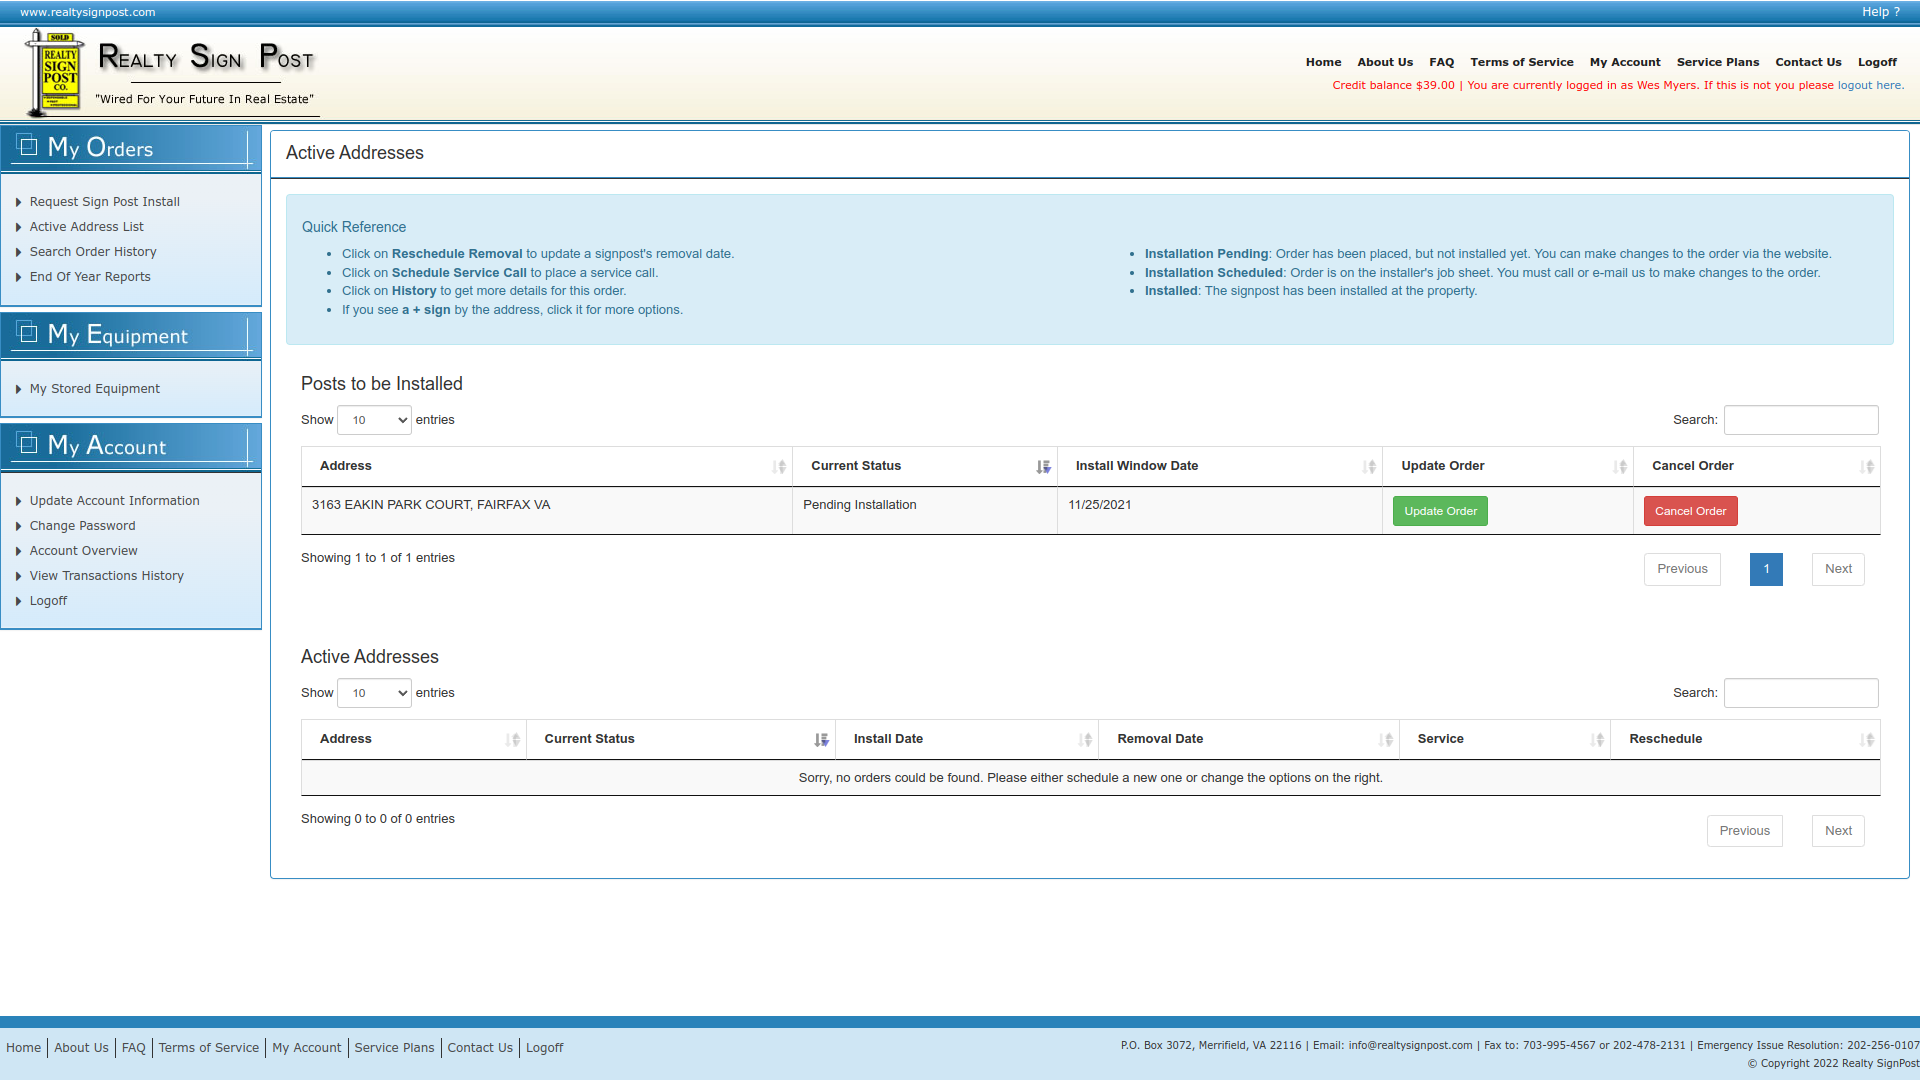 www.realtysignpost.com
Help ?
SOLD
REALTY
SIGN
POST
CO.
Realty Sign Post
"Wired For Your Future In Real Estate"
Home About Us FAQ Terms of Service My Account Service Plans Contact Us Logoff
Credit balance $39.00 | You are currently logged in as Wes Myers. If this is not you please logout here.
My Orders
Request Sign Post Install
Active Address List
Search Order History
End Of Year Reports
My Equipment
My Stored Equipment
My Account
Update Account Information
Change Password
Account Overview
View Transactions History
Logoff
Active Addresses
Quick Reference
Click on Reschedule Removal to update a signpost's removal date.
Click on Schedule Service Call to place a service call.
Click on History to get more details for this order.
If you see a + sign by the address, click it for more options.
Installation Pending: Order has been placed, but not installed yet. You can make changes to the order via the website.
Installation Scheduled: Order is on the installer's job sheet. You must call or e-mail us to make changes to the order.
Installed: The signpost has been installed at the property.
Posts to be Installed
Show 10 entries
Search:
Address Current Status Install Window Date Update Order Cancel Order
3163 EAKIN PARK COURT, FAIRFAX VA Pending Installation 11/25/2021 Update Order Cancel Order
Showing 1 to 1 of 1 entries
Previous 1 Next
Active Addresses
Show 10 entries
Search:
Address Current Status Install Date Removal Date Service Reschedule
Sorry, no orders could be found. Please either schedule a new one or change the options on the right.
Showing 0 to 0 of 0 entries
Previous Next
Home About Us FAQ Terms of Service My Account Service Plans Contact Us Logoff
P.O. Box 3072, Merrifield, VA 22116 | Email: info@realtysignpost.com | Fax to: 703-995-4567 or 202-478-2131 | Emergency Issue Resolution: 202-256-0107
© Copyright 2022 Realty SignPost